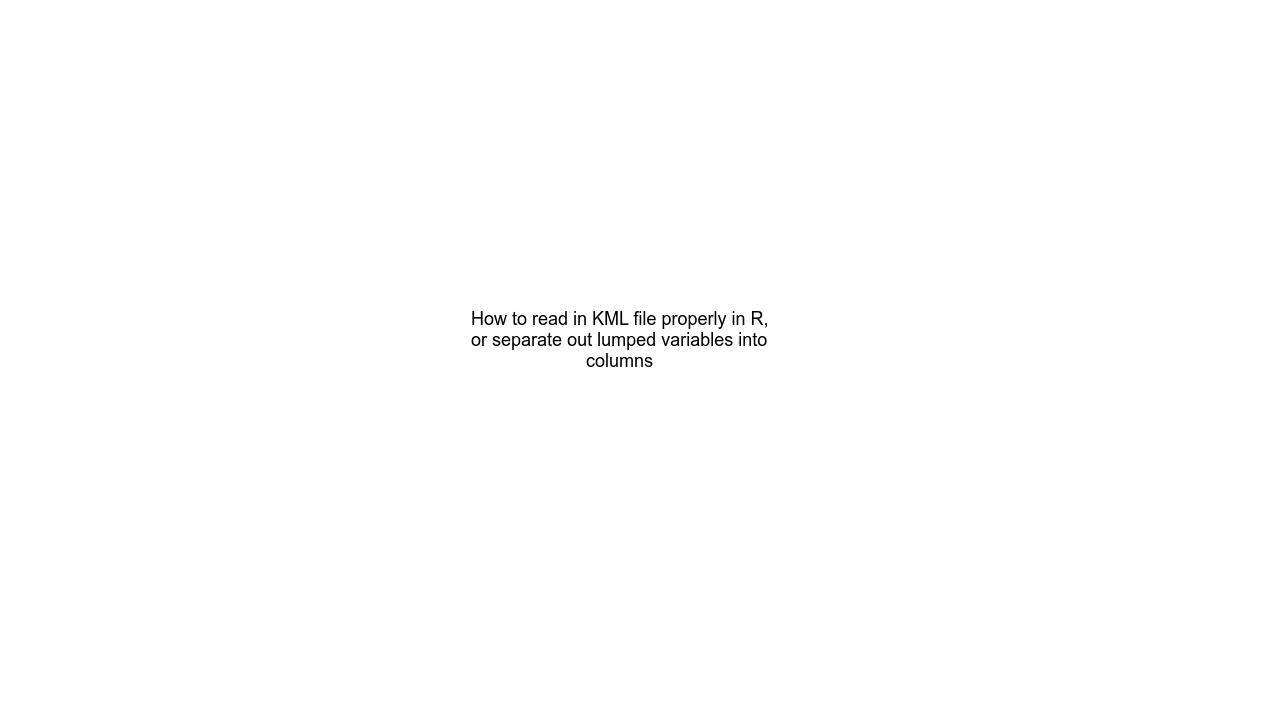 How to read in KML file properly in R,
or separate out lumped variables into
columns